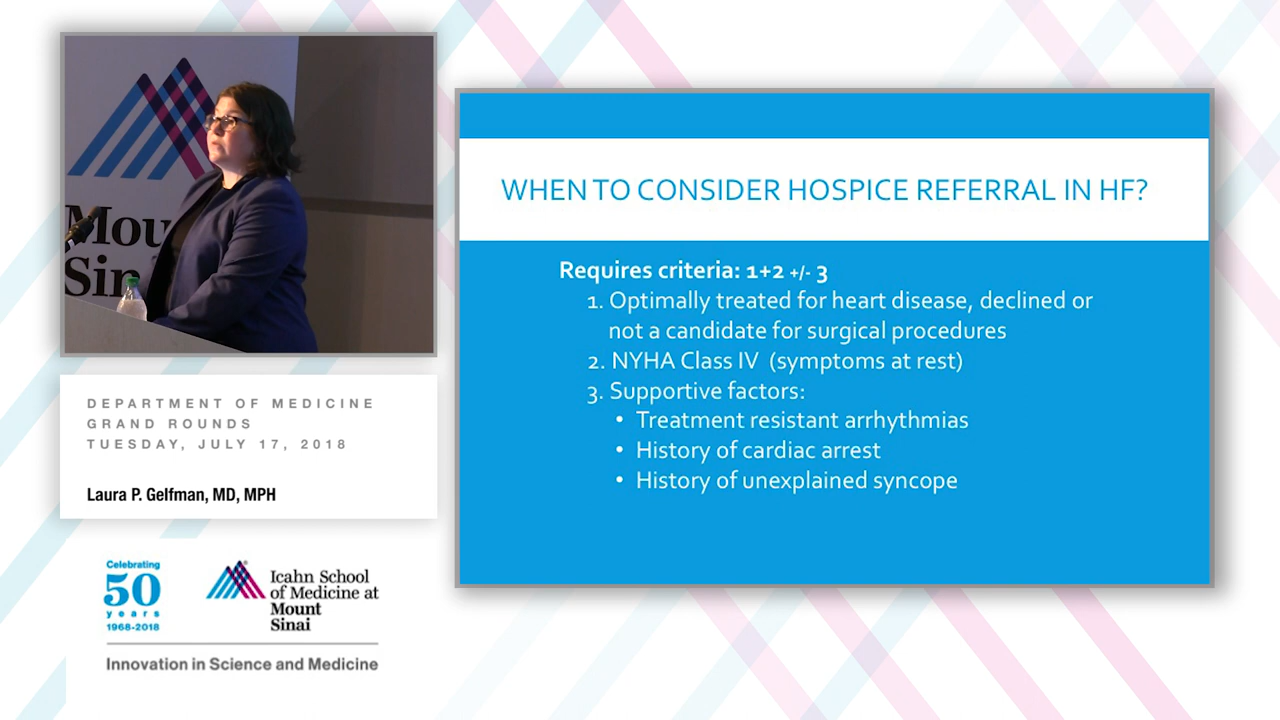 Mou
Sin
DEPARTMENT OF MEDICINE
GRAND ROUNDS
TUESDAY, JULY 17, 2018
Laura P. Gelfman, MD, MPH
Celebrating
50
years
1968-2018
Icahn School
of Medicine at
Mount
Sinai
Innovation in Science and Medicine
WHEN TO CONSIDER HOSPICE REFERRAL IN HF?
Requires criteria: 1+2 +/- 3
1. Optimally treated for heart disease, declined or
not a candidate for surgical procedures
2. NYHA Class IV (symptoms at rest)
3. Supportive factors:
• Treatment resistant arrhythmias
• History of cardiac arrest
• History of unexplained syncope